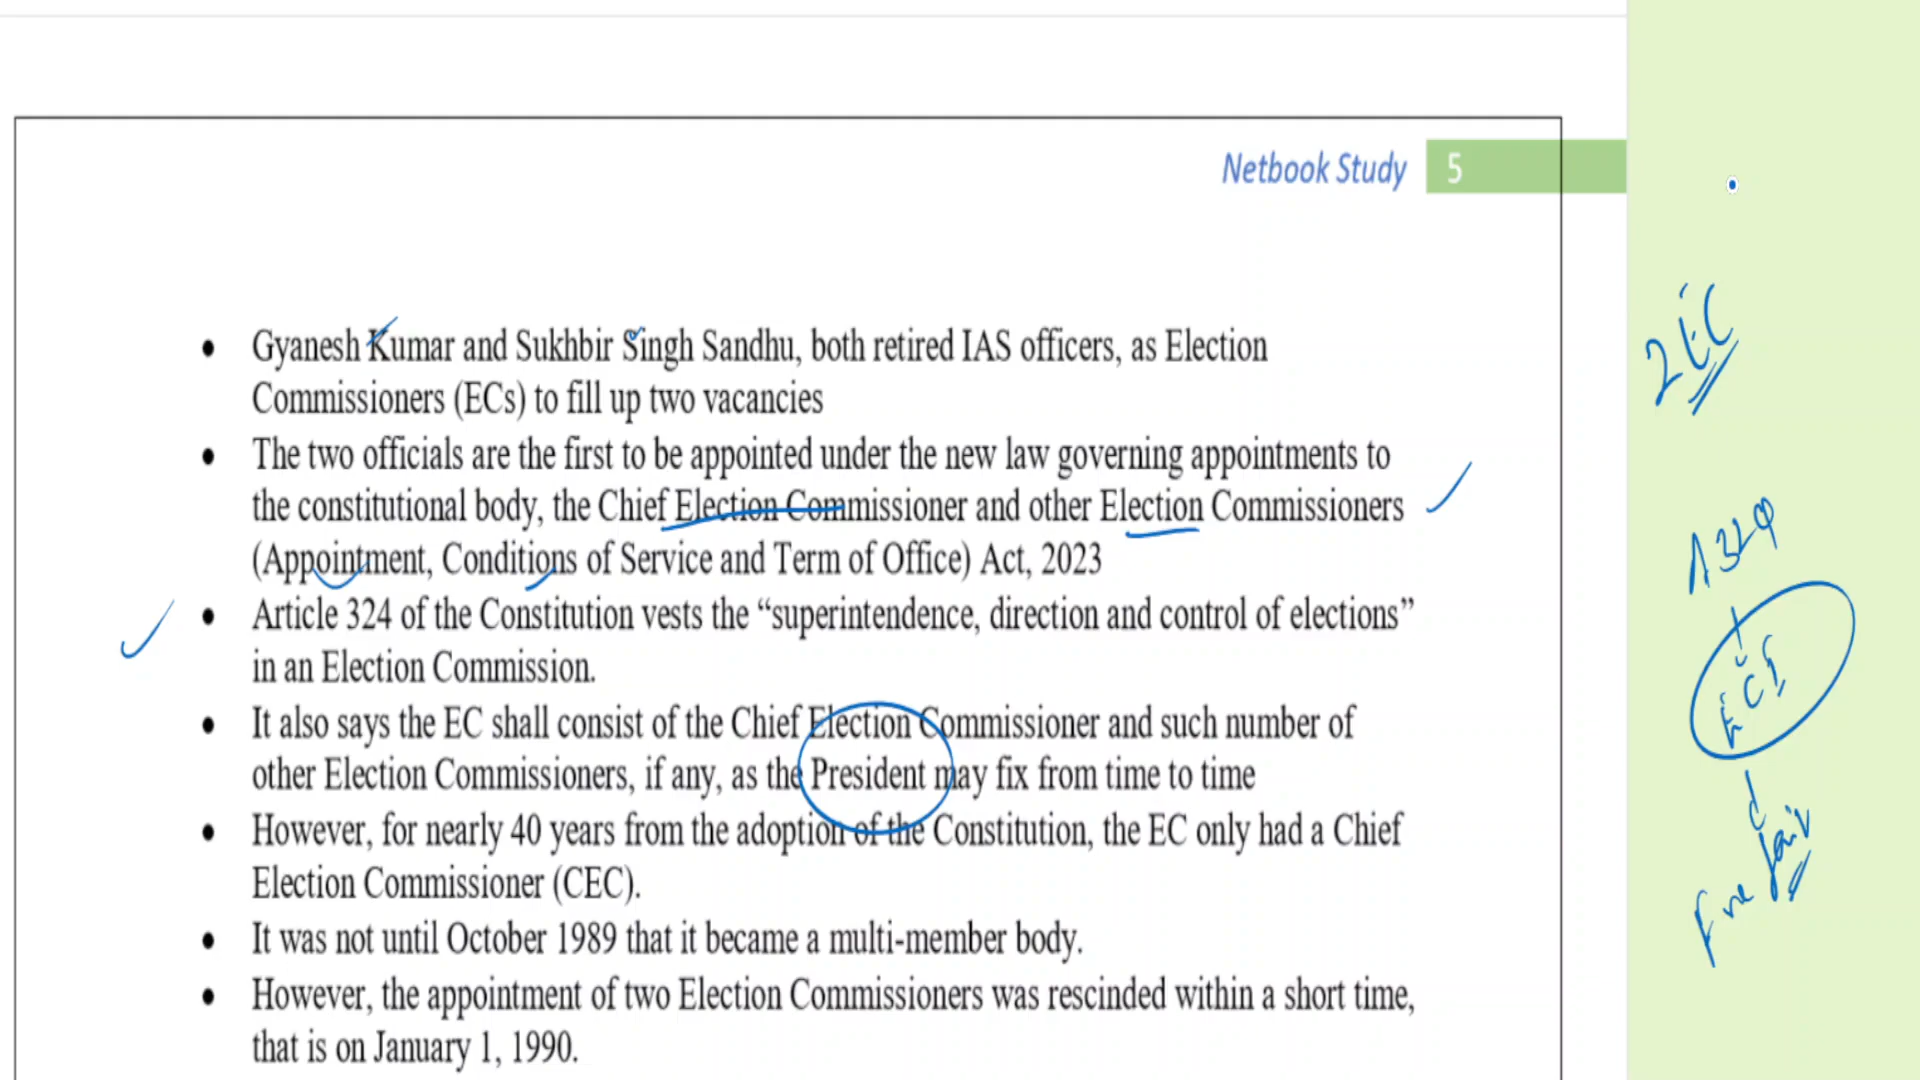 Netbook Study 5
Gyanesh Kumar and Sukhbir Singh Sandhu, both retired IAS officers, as Election
Commissioners (ECs) to fill up two vacancies
The two officials are the first to be appointed under the new law governing appointments to
the constitutional body, the Chief Election Commissioner and other Election Commissioners
(Appointment, Conditions of Service and Term of Office) Act, 2023
Article 324 of the Constitution vests the “superintendence, direction and control of elections”
in an Election Commission.
It also says the EC shall consist of the Chief Election Commissioner and such number of
other Election Commissioners, if any, as the President may fix from time to time
However, for nearly 40 years from the adoption of the Constitution, the EC only had a Chief
Election Commissioner (CEC).
It was not until October 1989 that it became a multi-member body.
However, the appointment of two Election Commissioners was rescinded within a short time,
that is on January 1, 1990.
2 EC
A 324
ECI
Free fair